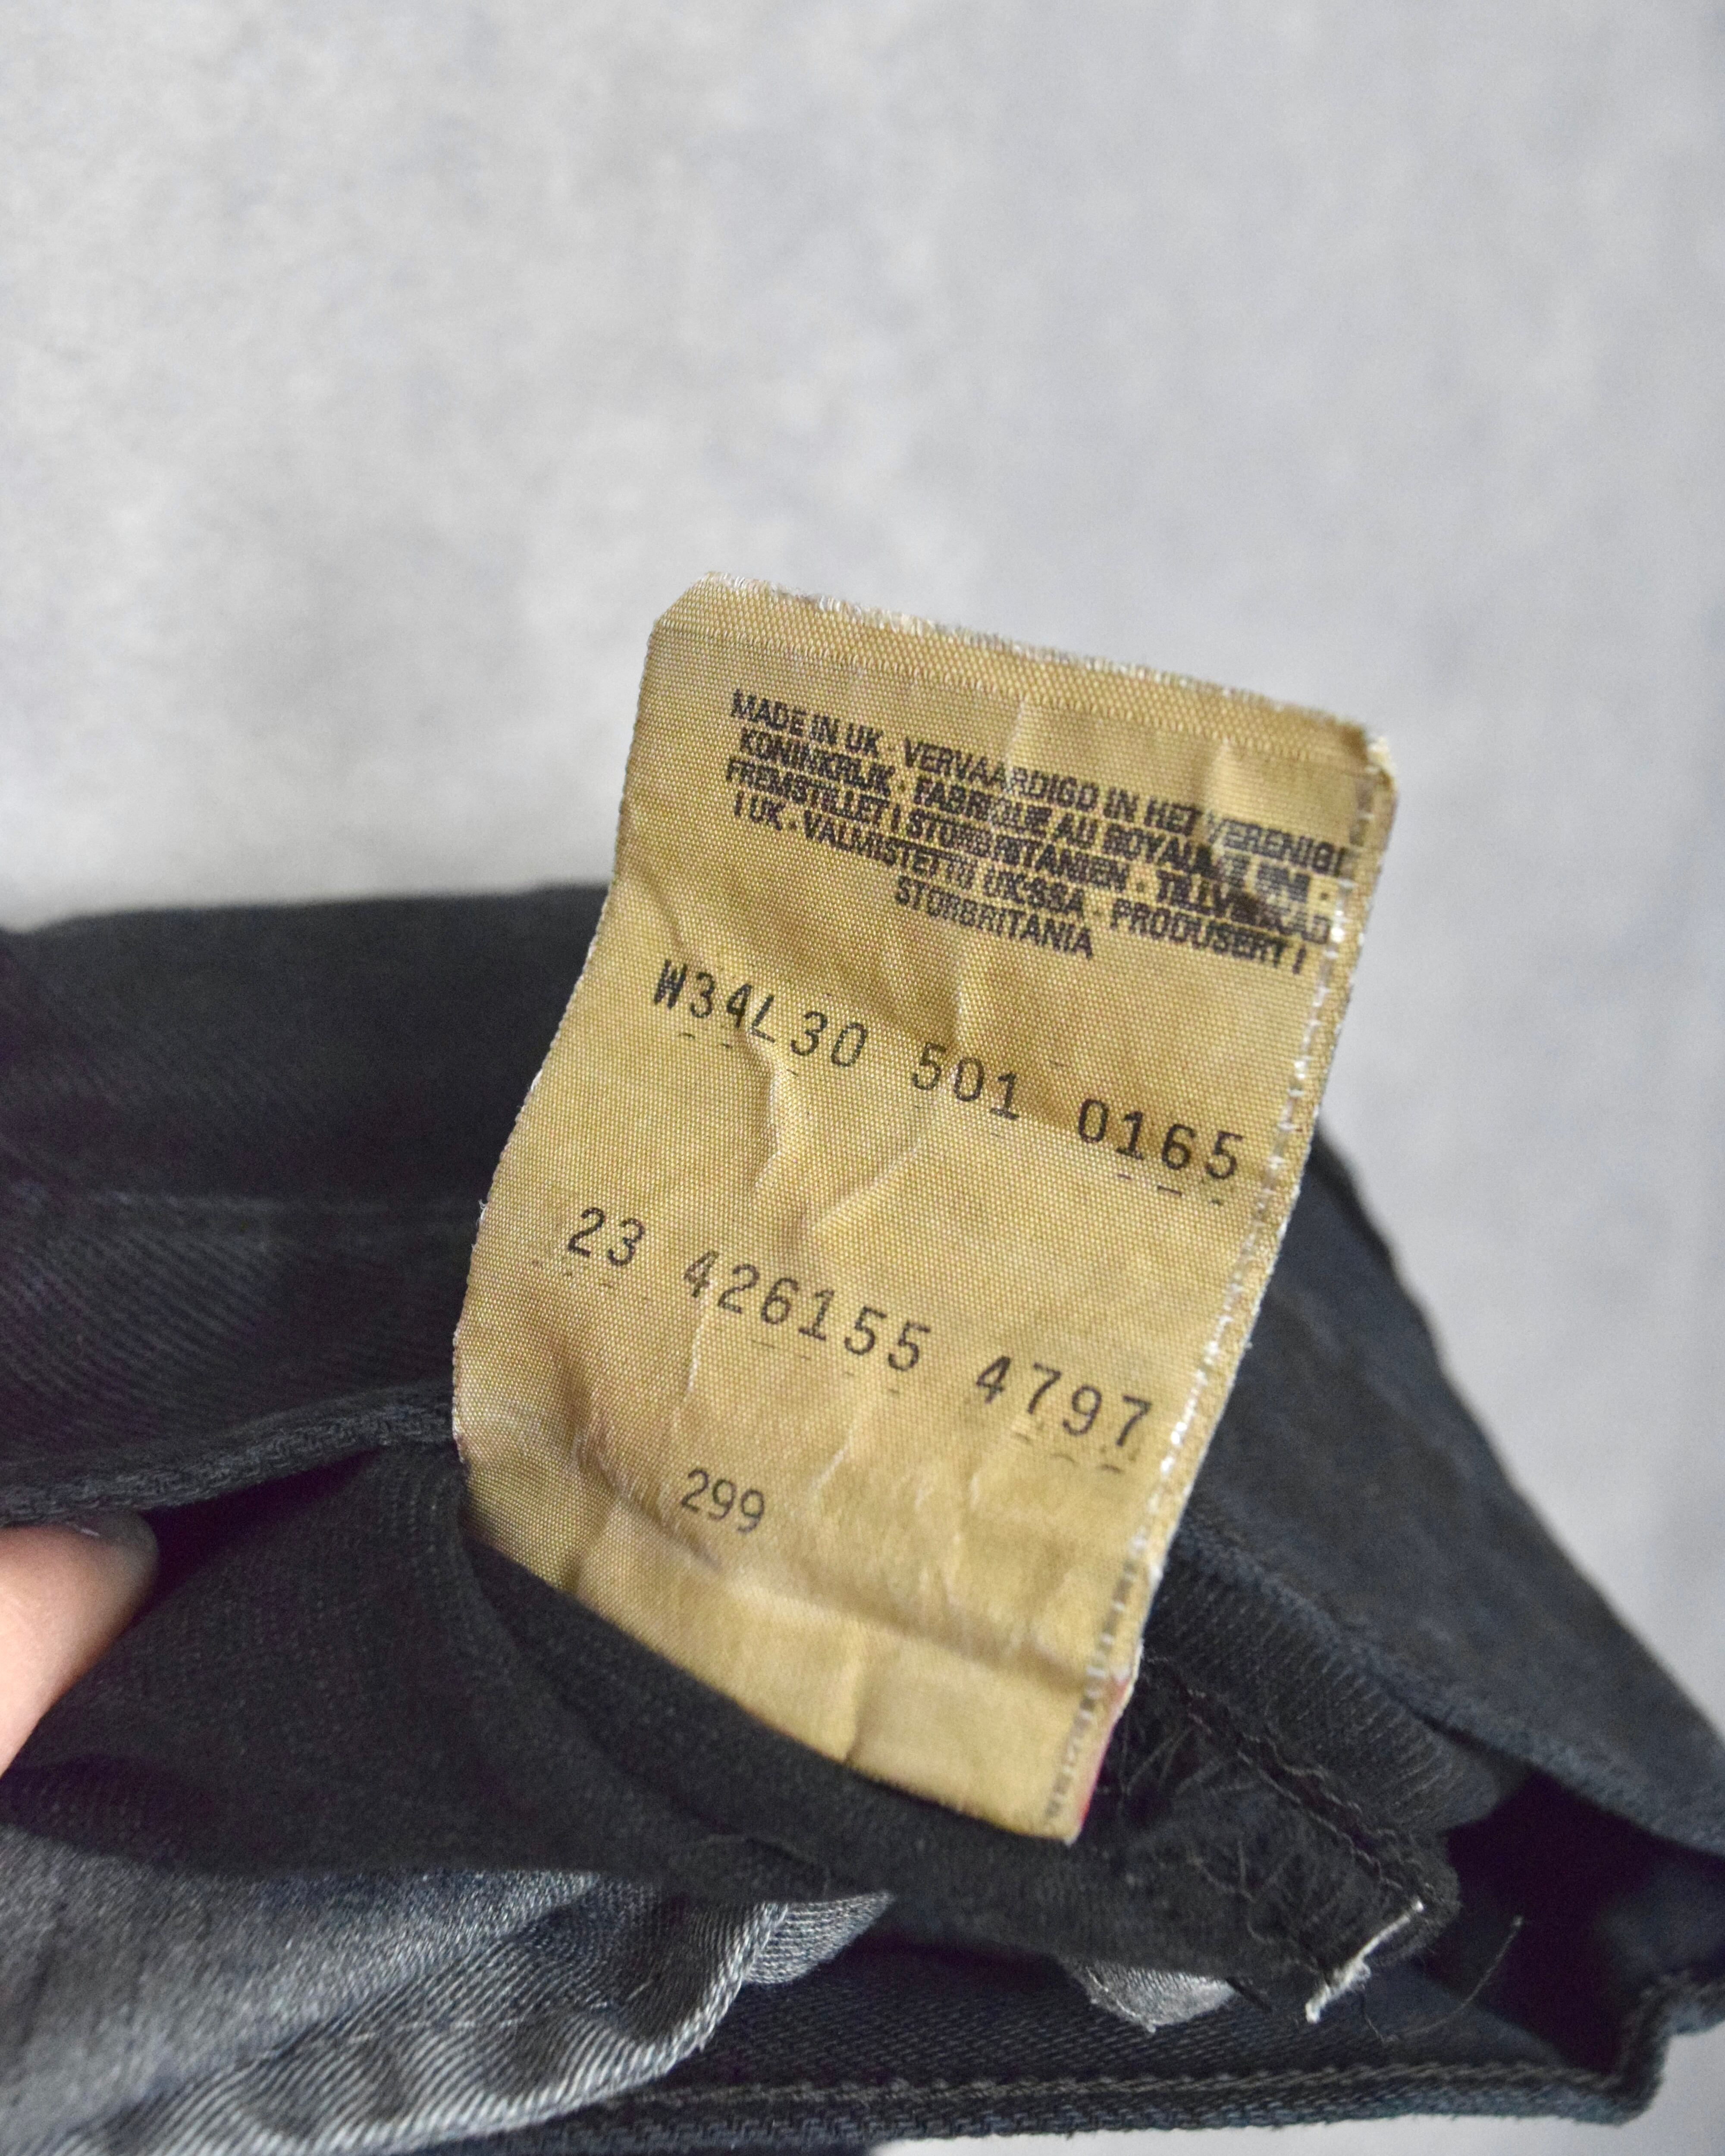 MADE IN UK · VERVAARDIGD IN HET VERENIGD
KONINKRIJK · FABRIQUE AU ROYAUME UNI ·
FREMSTILLET I STORBRITANIEN · TILLVERKAD
I UK · VALMISTETTU UK:SSA · PRODUSERT I
STORBRITANIA
W34L30 501 0165
23 426155 4797
299